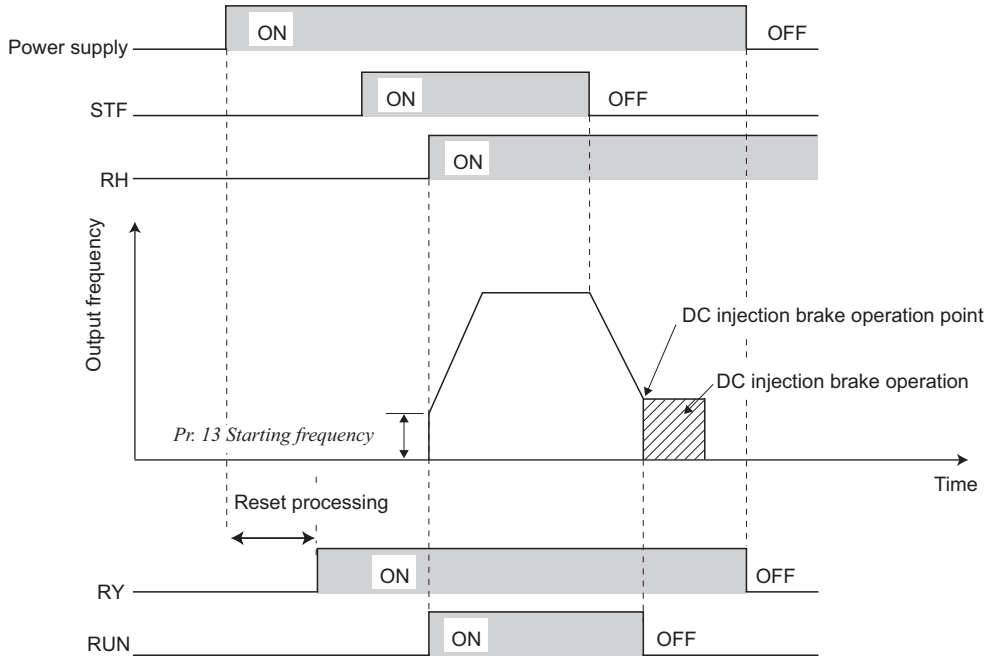 ON
OFF
Power supply
ON
OFF
STF
ON
RH
Output frequency
DC injection brake operation point
DC injection brake operation
Pr. 13 Starting frequency
Time
Reset processing
ON
OFF
RY
ON
OFF
RUN